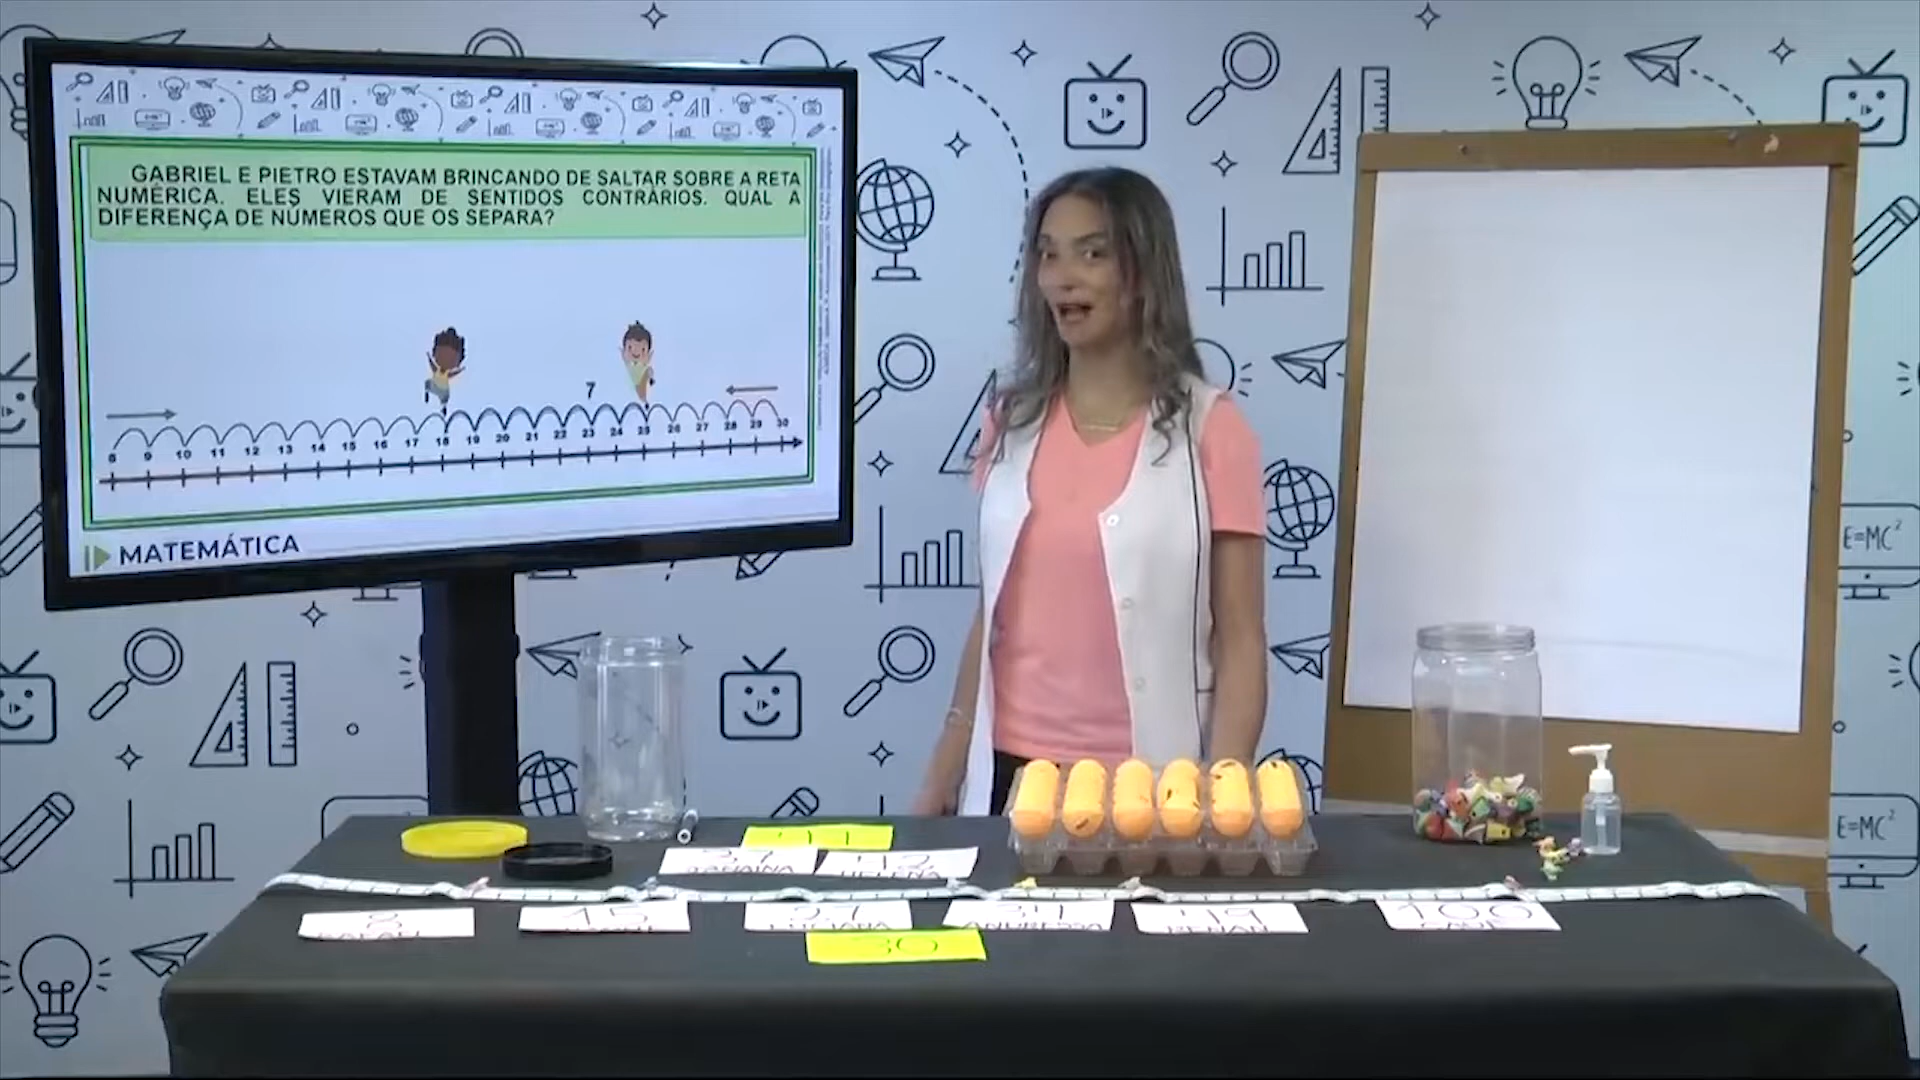 GABRIEL E PIETRO ESTAVAM BRINCANDO DE SALTAR SOBRE A RETA
NUMÉRICA. ELES VIERAM DE SENTIDOS CONTRÁRIOS. QUAL A
DIFERENÇA DE NÚMEROS QUE OS SEPARA?
7
8 9 10 11 12 13 14 15 16 17 18 19 20 21 22 23 24 25 26 27 28 29 30
MATEMÁTICA
E=MC²
E=MC²
30
100